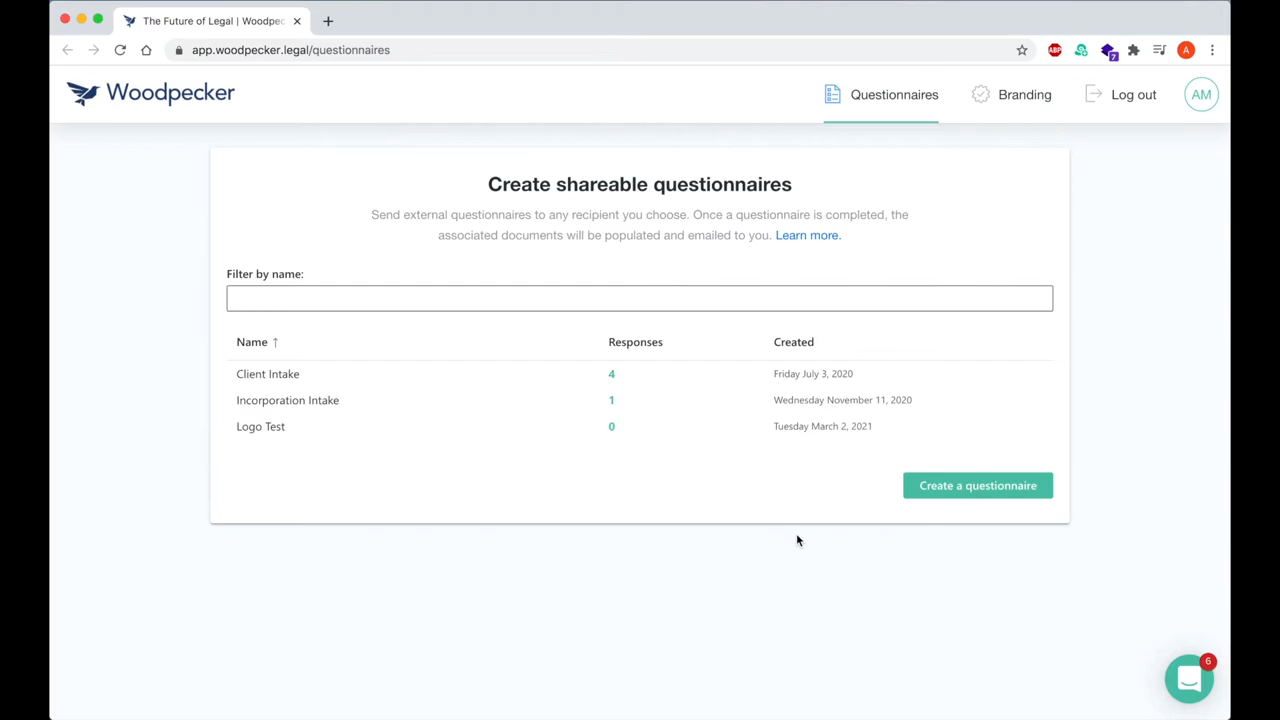 The Future of Legal | Woodpec
app.woodpecker.legal/questionnaires
ABP
7
A
Woodpecker
Questionnaires
Branding
Log out
AM
Create shareable questionnaires
Send external questionnaires to any recipient you choose. Once a questionnaire is completed, the
associated documents will be populated and emailed to you. Learn more.
Filter by name:
Name ↑ Responses Created
Client Intake 4 Friday July 3, 2020
Incorporation Intake 1 Wednesday November 11, 2020
Logo Test 0 Tuesday March 2, 2021
Create a questionnaire
6